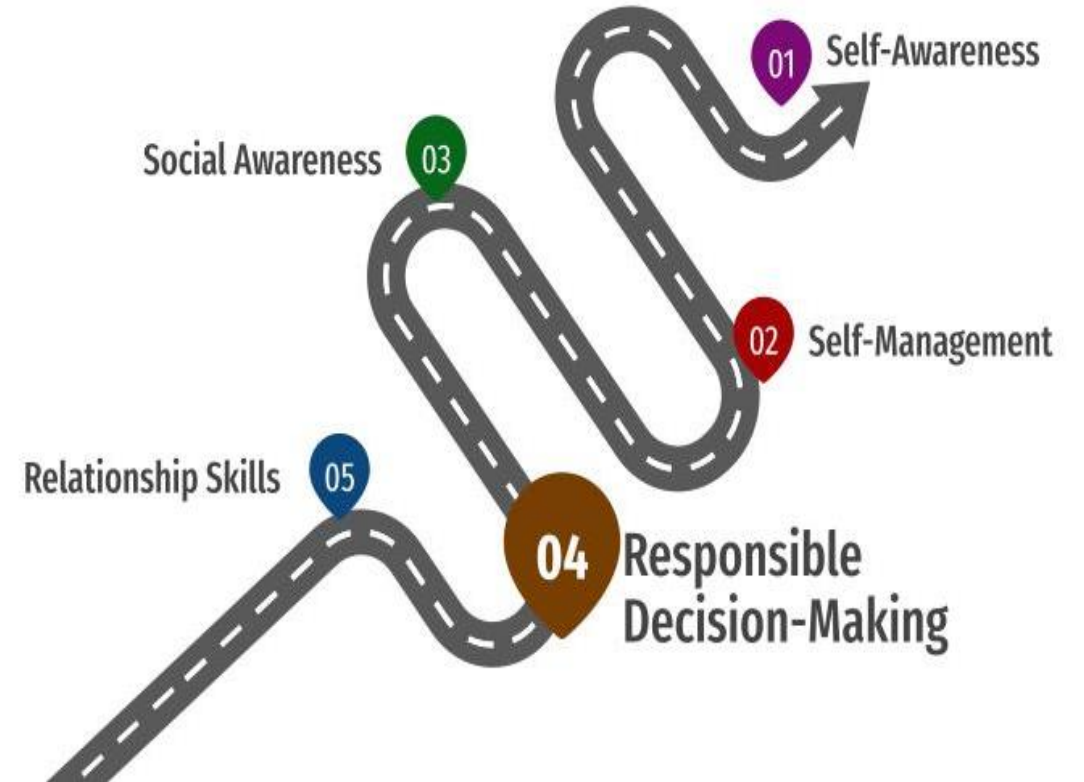 01 Self-Awareness
Social Awareness 03
02 Self-Management
Relationship Skills 05
04 Responsible
Decision-Making